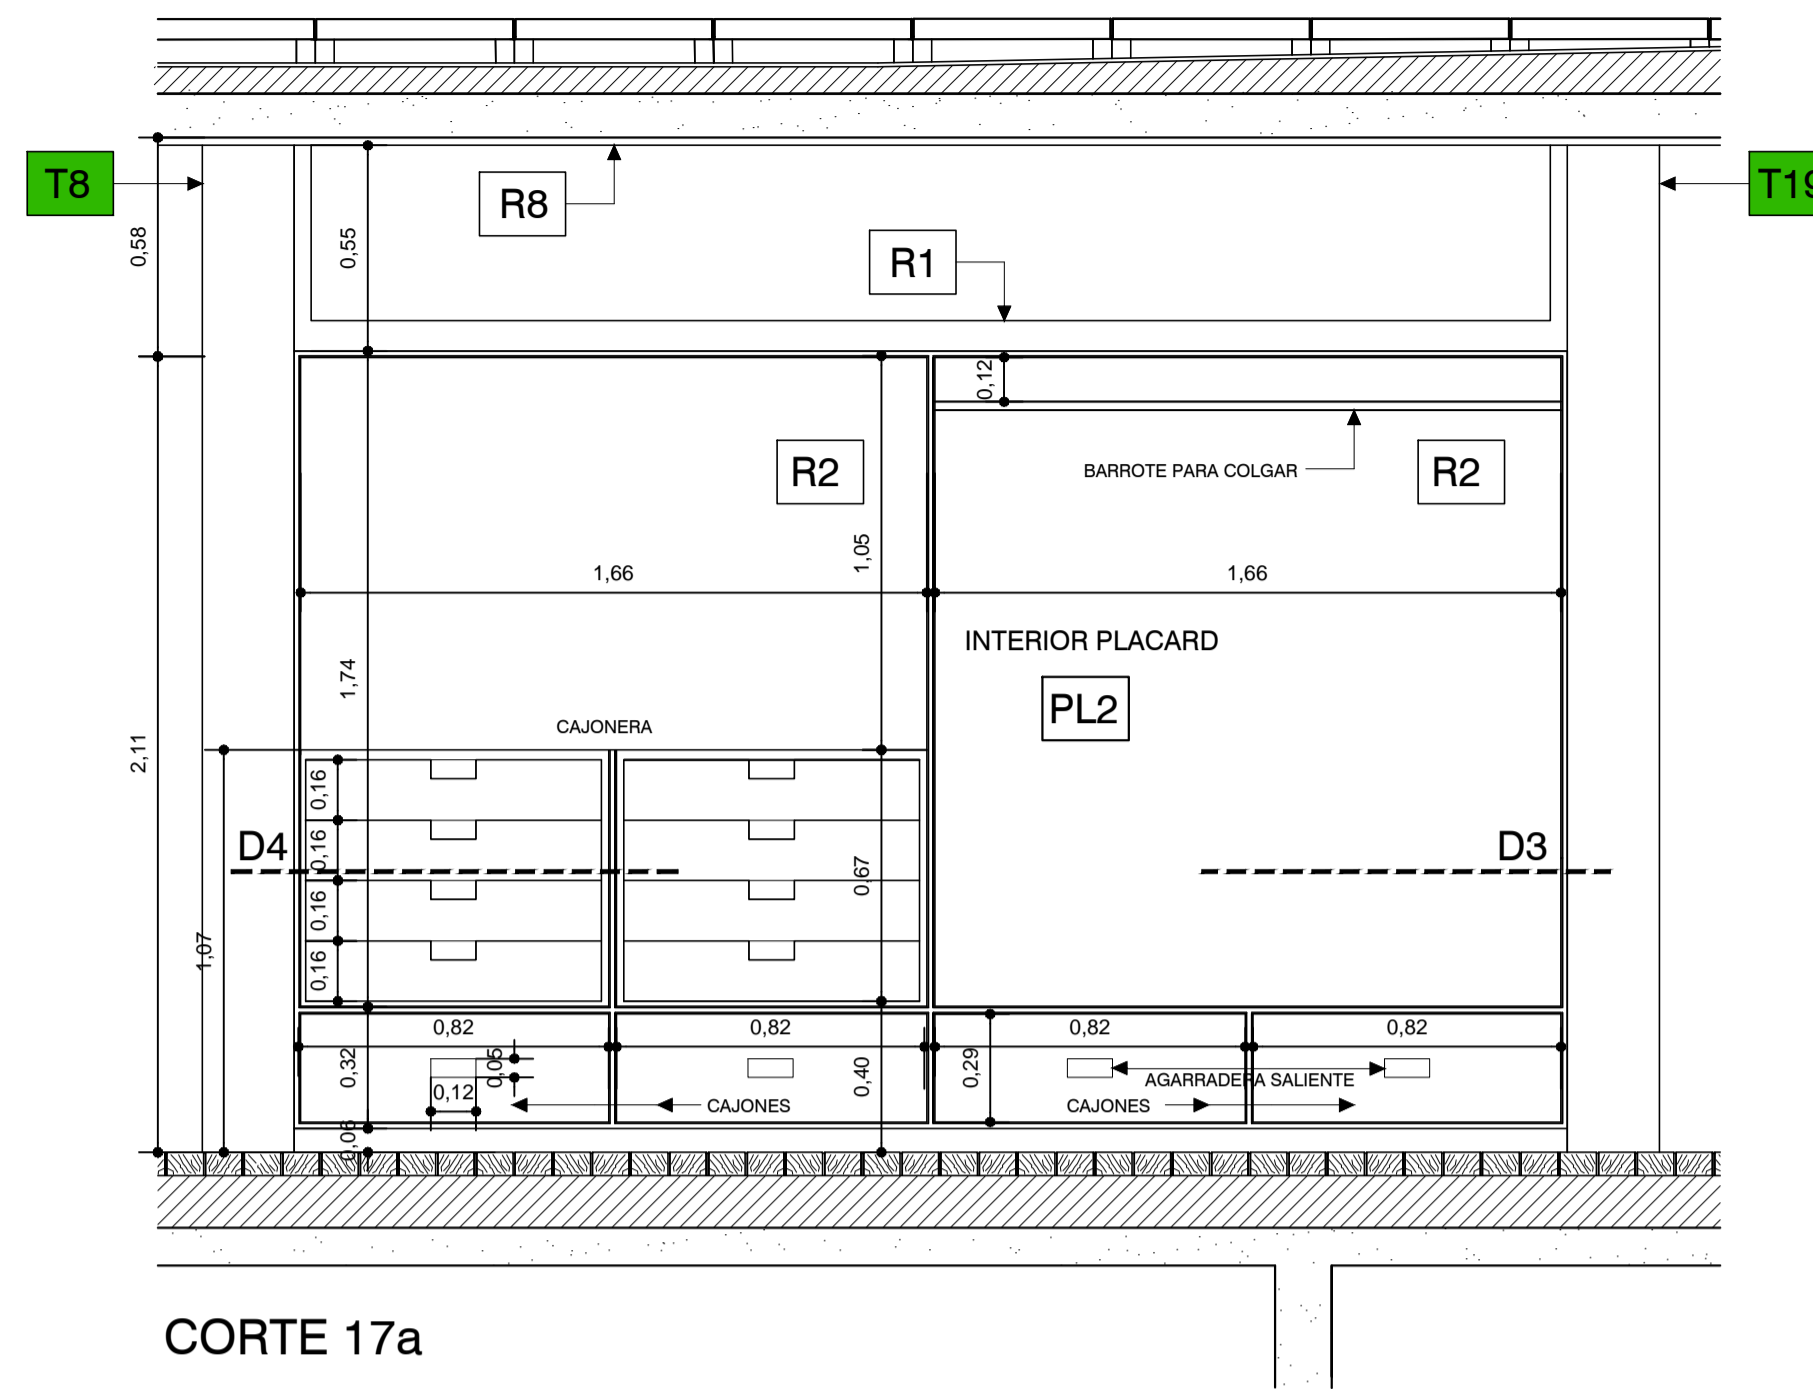 T8
T19
R8
R1
0,58
0,55
0,12
R2
BARROTE PARA COLGAR
R2
1,05
1,66
1,66
INTERIOR PLACARD
PL2
1,74
CAJONERA
2,11
0,16
D4
0,16
D3
0,67
0,16
1,07
0,16
0,82
0,82
0,82
0,82
0,32
0,05
0,40
0,29
AGARRADERA SALIENTE
0,12
CAJONES
CAJONES
0,06
CORTE 17a